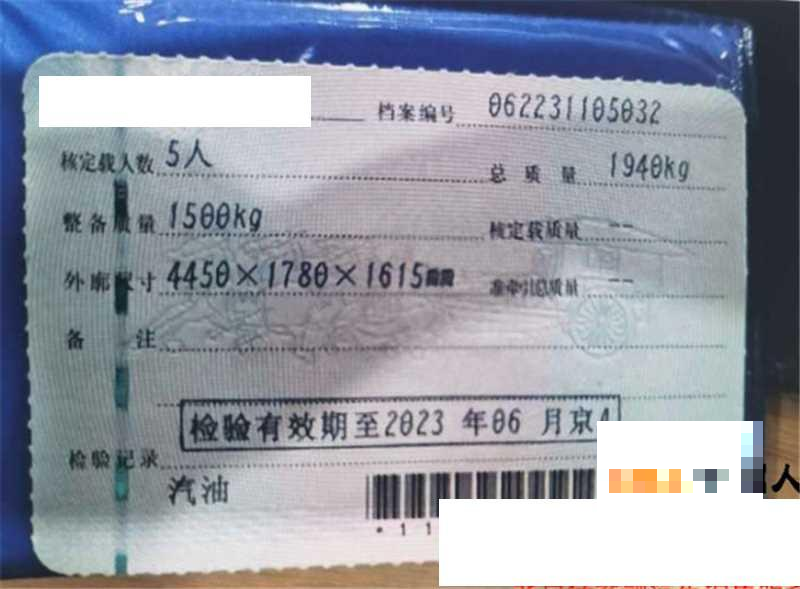 档案编号 062231105032
核定载人数 5人 总质量 1940kg
整备质量 1500kg 核定载质量 --
外廓尺寸 4450×1780×1615mm 准牵引总质量 --
备注
检验有效期至2023年06月京A
检验记录
汽油
*11
人